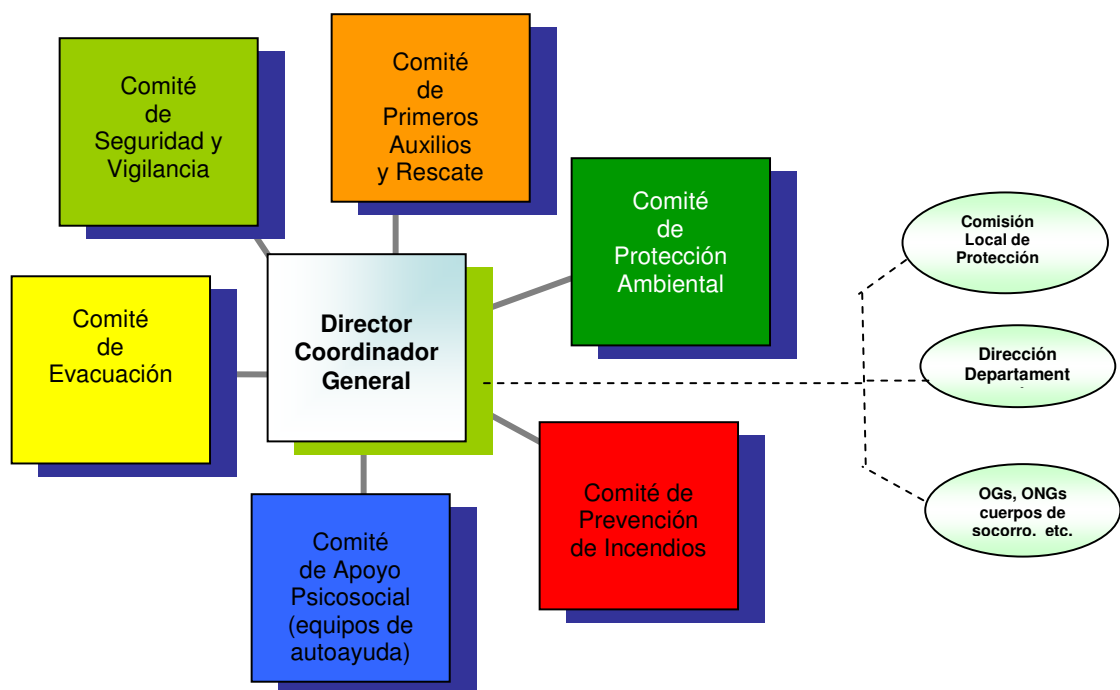 Comité
de
Seguridad y
Vigilancia
Comité
de
Primeros
Auxilios
y Rescate
Comité
de
Protección
Ambiental
Comité
de
Evacuación
Director
Coordinador
General
Comité de
Prevención
de Incendios
Comité
de Apoyo
Psicosocial
(equipos de
autoayuda)
Comisión
Local de
Protección
Dirección
Departament
OGs, ONGs
cuerpos de
socorro, etc.